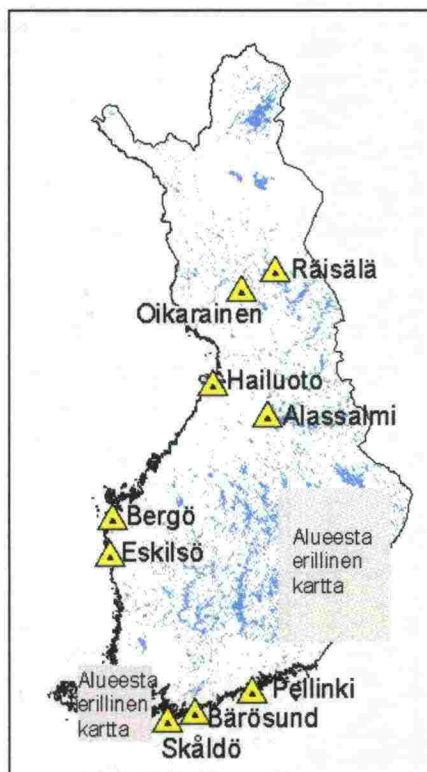 Räisälä
Oikarainen
Hailuoto
Alassalmi
Bergö
Eskilsö
Alueesta
erillinen
kartta
Alueesta
erillinen
kartta
Pellinki
Bärösund
Skåldö